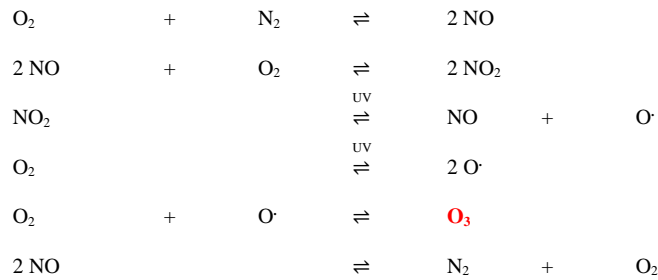 O₂ + N₂ ⇌ 2 NO
2 NO + O₂ ⇌ 2 NO₂
UV
NO₂ ⇌ NO + O·
UV
O₂ ⇌ 2 O·
O₂ + O· ⇌ O₃
2 NO ⇌ N₂ + O₂